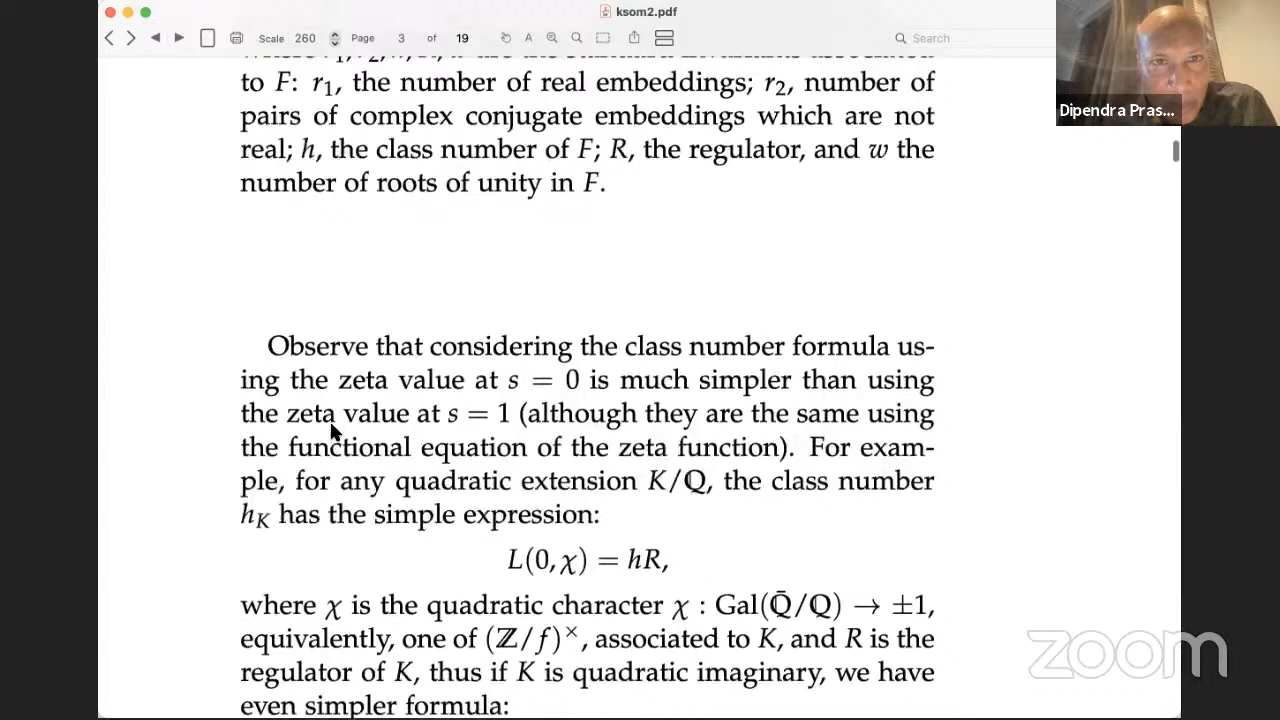 ksom2.pdf
Scale 260 Page 3 of 19 Search
to F: r₁, the number of real embeddings; r₂, number of
pairs of complex conjugate embeddings which are not
real; h, the class number of F; R, the regulator, and w the
number of roots of unity in F.
Observe that considering the class number formula us-
ing the zeta value at s = 0 is much simpler than using
the zeta value at s = 1 (although they are the same using
the functional equation of the zeta function). For exam-
ple, for any quadratic extension K/ℚ, the class number
h_K has the simple expression:
L(0, χ) = hR,
where χ is the quadratic character χ : Gal(ℚ̄/ℚ) → ±1,
equivalently, one of (ℤ/f)^×, associated to K, and R is the
regulator of K, thus if K is quadratic imaginary, we have
even simpler formula:
Dipendra Pras...
zoom